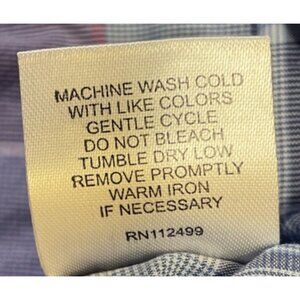 MACHINE WASH COLD
WITH LIKE COLORS
GENTLE CYCLE
DO NOT BLEACH
TUMBLE DRY LOW
REMOVE PROMPTLY
WARM IRON
IF NECESSARY
RN112499